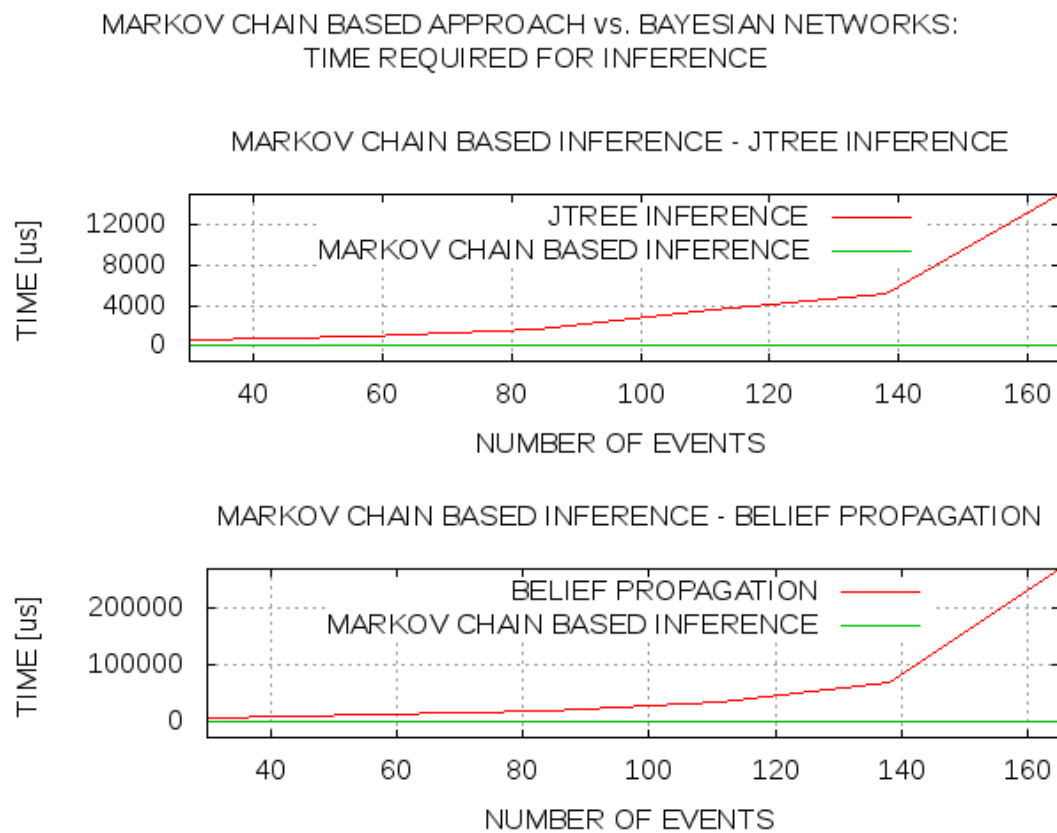 MARKOV CHAIN BASED APPROACH vs. BAYESIAN NETWORKS:
TIME REQUIRED FOR INFERENCE
MARKOV CHAIN BASED INFERENCE - JTREE INFERENCE
TIME [us]
12000
8000
4000
0
JTREE INFERENCE
MARKOV CHAIN BASED INFERENCE
40 60 80 100 120 140 160
NUMBER OF EVENTS
MARKOV CHAIN BASED INFERENCE - BELIEF PROPAGATION
TIME [us]
200000
100000
0
BELIEF PROPAGATION
MARKOV CHAIN BASED INFERENCE
40 60 80 100 120 140 160
NUMBER OF EVENTS